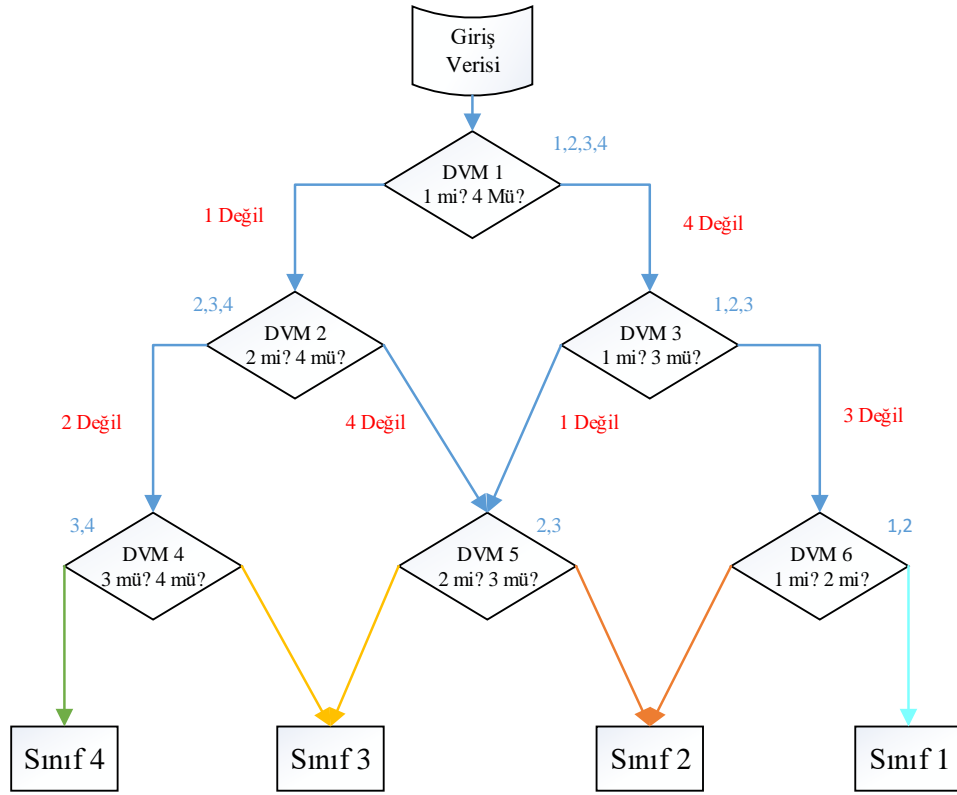 Giriş
Verisi
1,2,3,4
DVM 1
1 mi? 4 Mü?
1 Değil
4 Değil
2,3,4
1,2,3
DVM 2
2 mi? 4 mü?
DVM 3
1 mi? 3 mü?
2 Değil
4 Değil
1 Değil
3 Değil
3,4
2,3
1,2
DVM 4
3 mü? 4 mü?
DVM 5
2 mi? 3 mü?
DVM 6
1 mi? 2 mi?
Sınıf 4
Sınıf 3
Sınıf 2
Sınıf 1